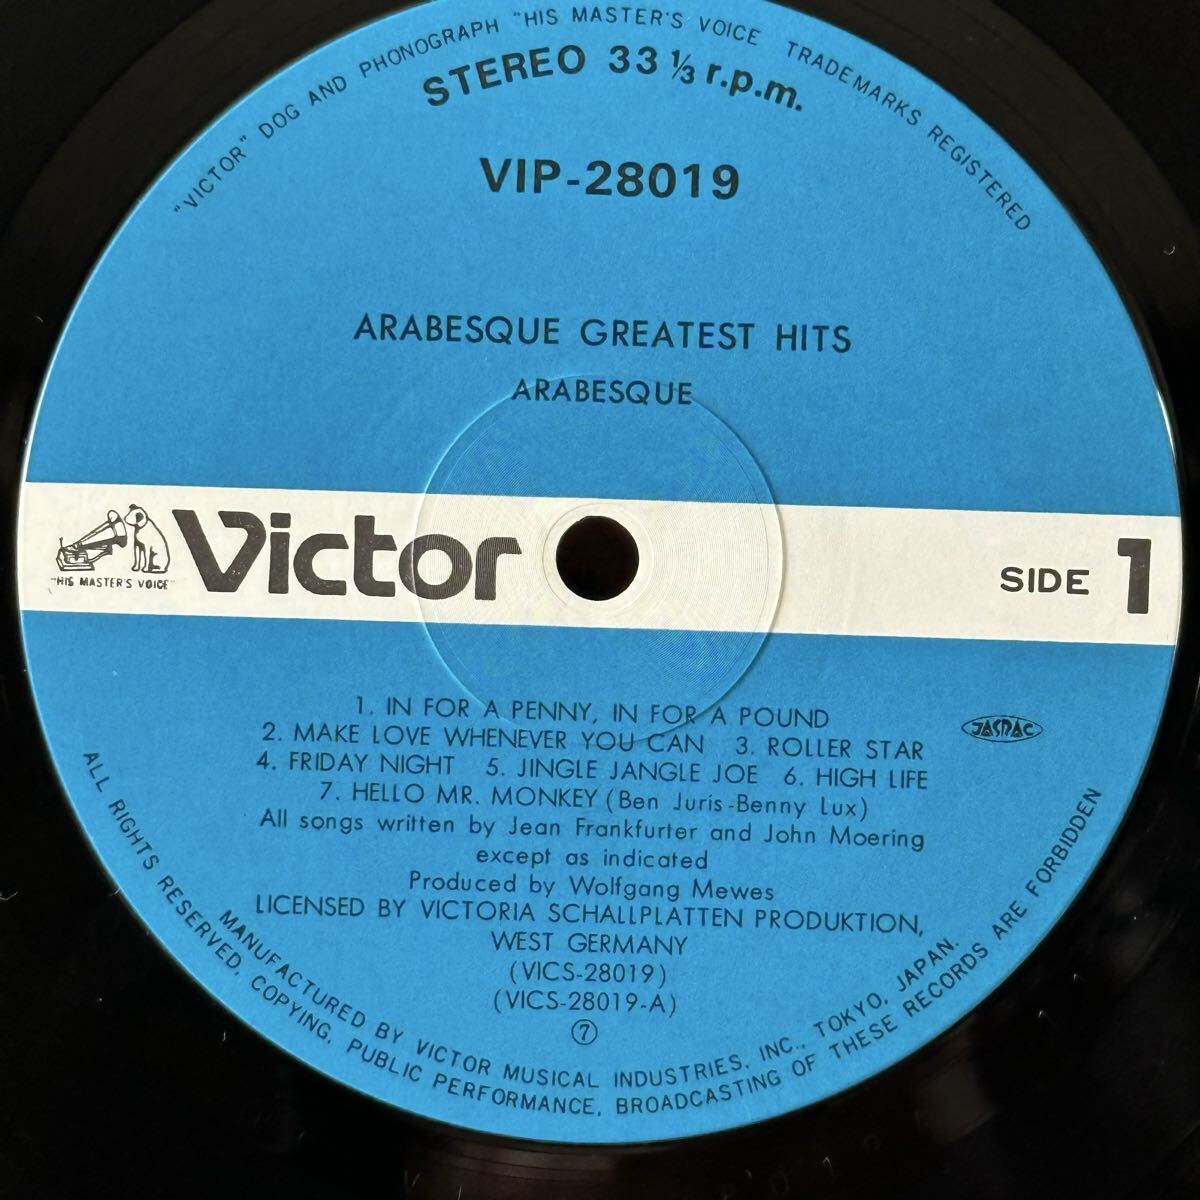 "VICTOR" DOG AND PHONOGRAPH "HIS MASTER'S VOICE TRADEMARKS REGISTERED
STEREO 33 1/3 r.p.m.
VIP-28019
ARABESQUE GREATEST HITS
ARABESQUE
"HIS MASTER'S VOICE"
Victor
SIDE 1
1. IN FOR A PENNY, IN FOR A POUND
2. MAKE LOVE WHENEVER YOU CAN 3. ROLLER STAR
4. FRIDAY NIGHT 5. JINGLE JANGLE JOE 6. HIGH LIFE
7. HELLO MR. MONKEY (Ben Juris-Benny Lux)
JASRAC
All songs written by Jean Frankfurter and John Moering
except as indicated
Produced by Wolfgang Mewes
LICENSED BY VICTORIA SCHALLPLATTEN PRODUKTION,
WEST GERMANY
(VICS-28019)
(VICS-28019-A)
⑦
MANUFACTURED BY VICTOR MUSICAL INDUSTRIES, INC., TOKYO, JAPAN.
ALL RIGHTS RESERVED. COPYING, PUBLIC PERFORMANCE, BROADCASTING OF THESE RECORDS ARE FORBIDDEN